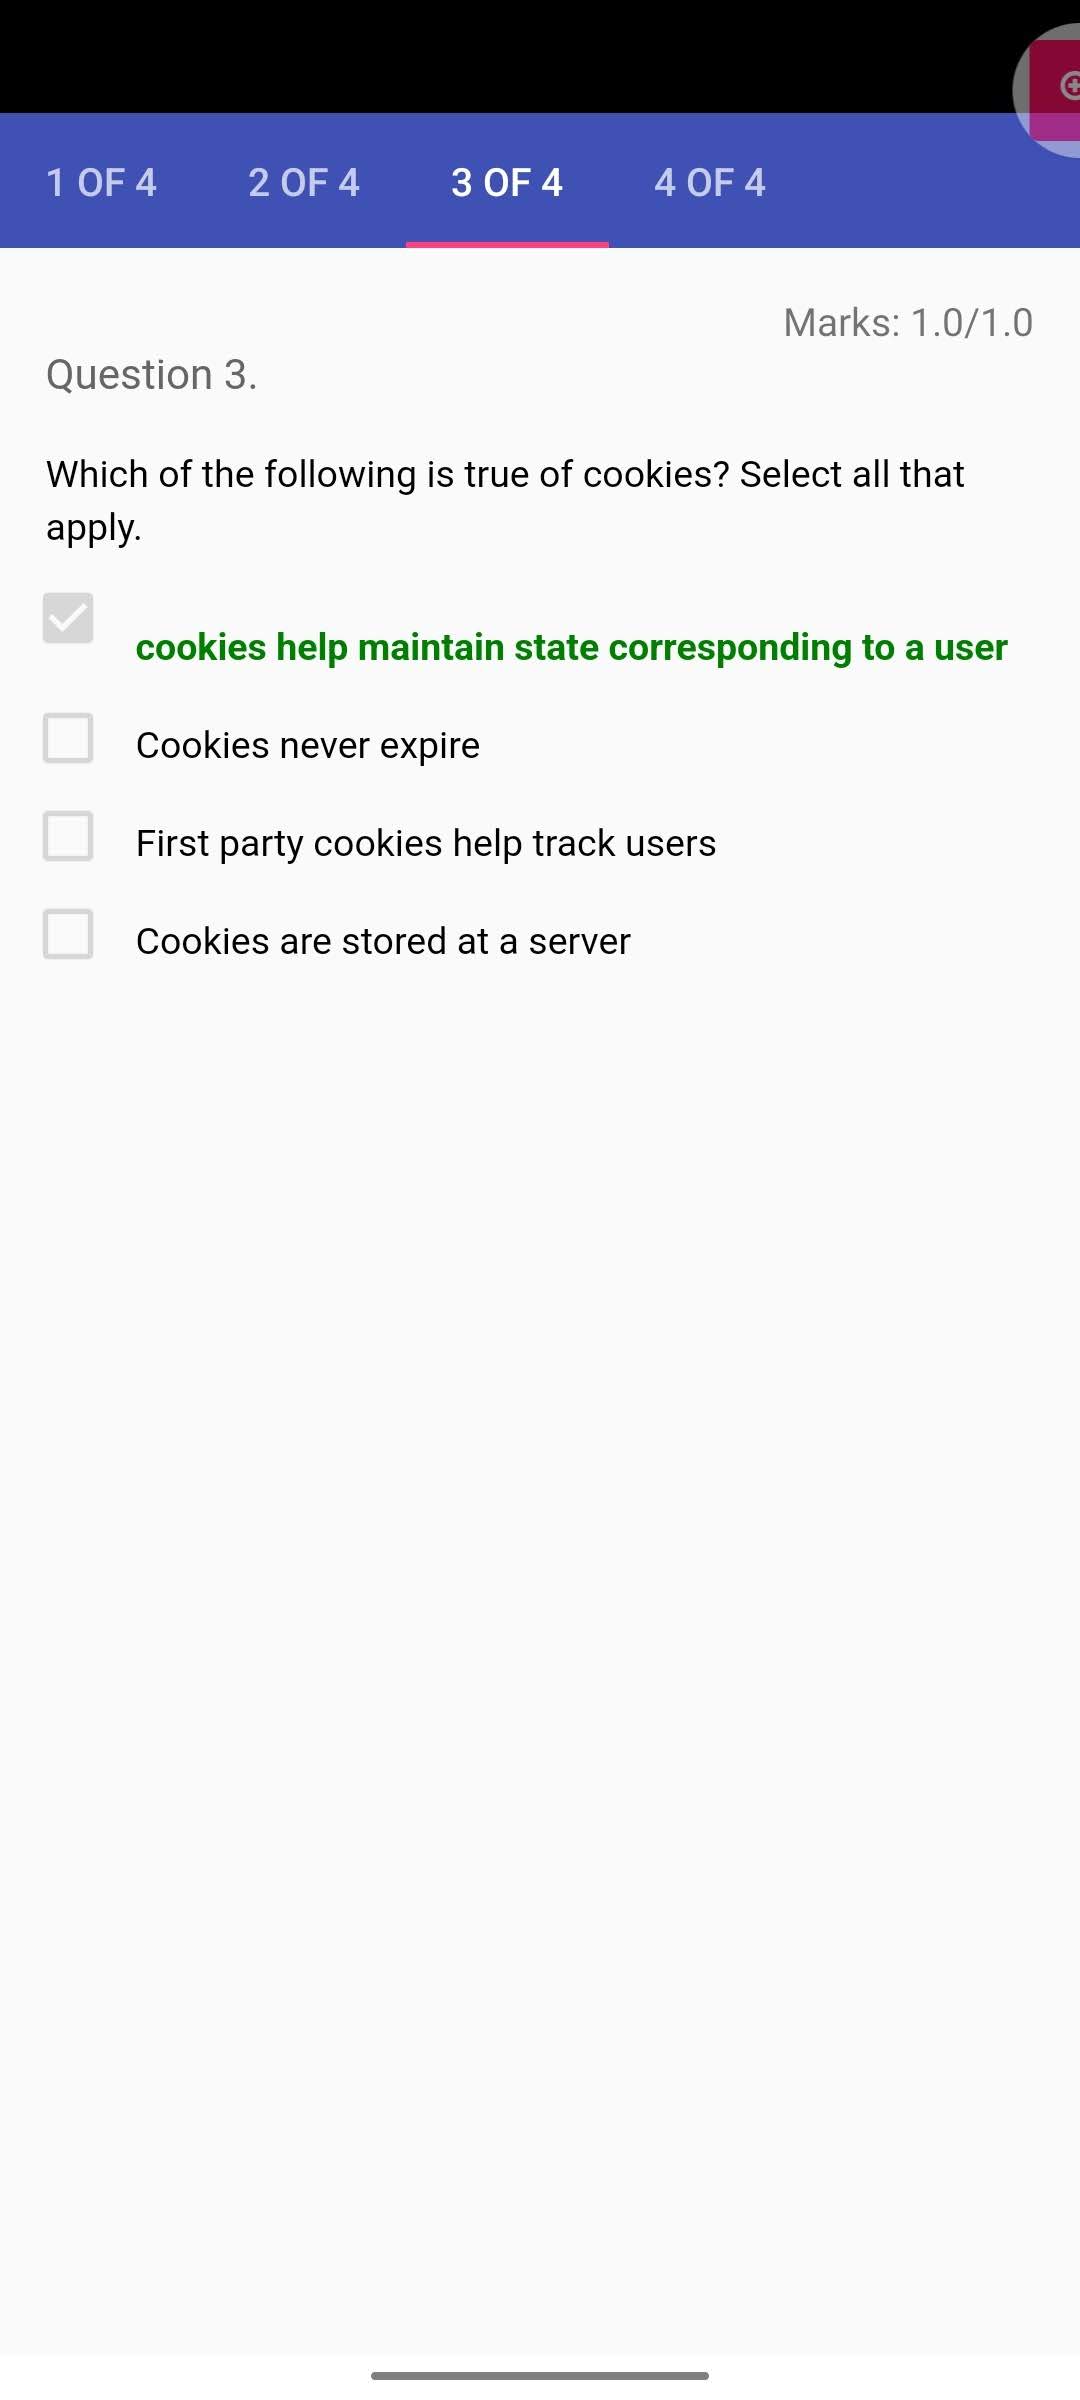 1 OF 4 2 OF 4 3 OF 4 4 OF 4
Marks: 1.0/1.0
Question 3.
Which of the following is true of cookies? Select all that
apply.
cookies help maintain state corresponding to a user
Cookies never expire
First party cookies help track users
Cookies are stored at a server